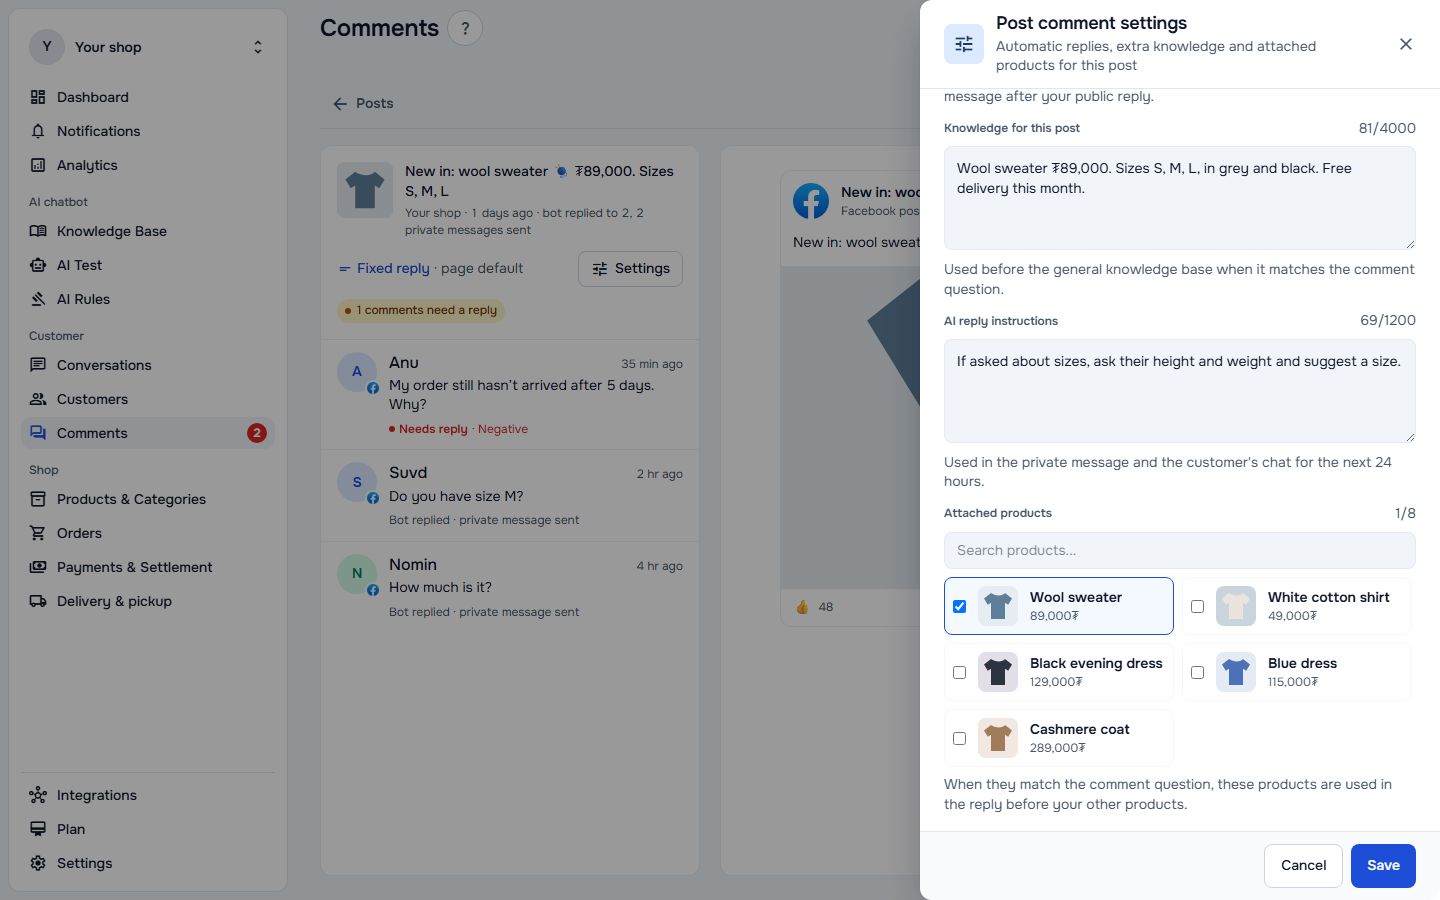 Y
Your shop
Dashboard
Notifications
Analytics
AI chatbot
Knowledge Base
AI Test
AI Rules
Customer
Conversations
Customers
Comments
2
Shop
Products & Categories
Orders
Payments & Settlement
Delivery & pickup
Integrations
Plan
Settings
Comments
?
Posts
New in: wool sweater 🧶 ₮89,000. Sizes
S, M, L
Your shop · 1 days ago · bot replied to 2, 2
private messages sent
Fixed reply · page default
Settings
1 comments need a reply
A
Anu
35 min ago
My order still hasn't arrived after 5 days.
Why?
Needs reply · Negative
S
Suvd
2 hr ago
Do you have size M?
Bot replied · private message sent
N
Nomin
4 hr ago
How much is it?
Bot replied · private message sent
New in: woo
Facebook pos
New in: wool sweat
👍 48
Post comment settings
Automatic replies, extra knowledge and attached
products for this post
message after your public reply.
Knowledge for this post
81/4000
Wool sweater ₮89,000. Sizes S, M, L, in grey and black. Free
delivery this month.
Used before the general knowledge base when it matches the comment
question.
AI reply instructions
69/1200
If asked about sizes, ask their height and weight and suggest a size.
Used in the private message and the customer's chat for the next 24
hours.
Attached products
1/8
Search products...
Wool sweater
89,000₮
White cotton shirt
49,000₮
Black evening dress
129,000₮
Blue dress
115,000₮
Cashmere coat
289,000₮
When they match the comment question, these products are used in
the reply before your other products.
Cancel
Save